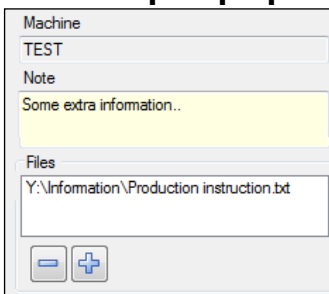 Machine
TEST
Note
Some extra information..
Files
Y:\Information\Production instruction.txt